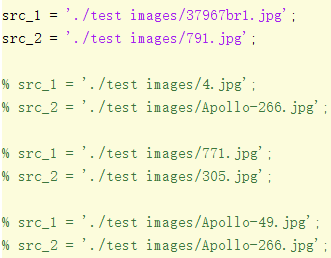 src_1 = './test images/37967br1.jpg';
src_2 = './test images/791.jpg';
% src_1 = './test images/4.jpg';
% src_2 = './test images/Apollo-266.jpg';
% src_1 = './test images/771.jpg';
% src_2 = './test images/305.jpg';
% src_1 = './test images/Apollo-49.jpg';
% src_2 = './test images/Apollo-266.jpg';